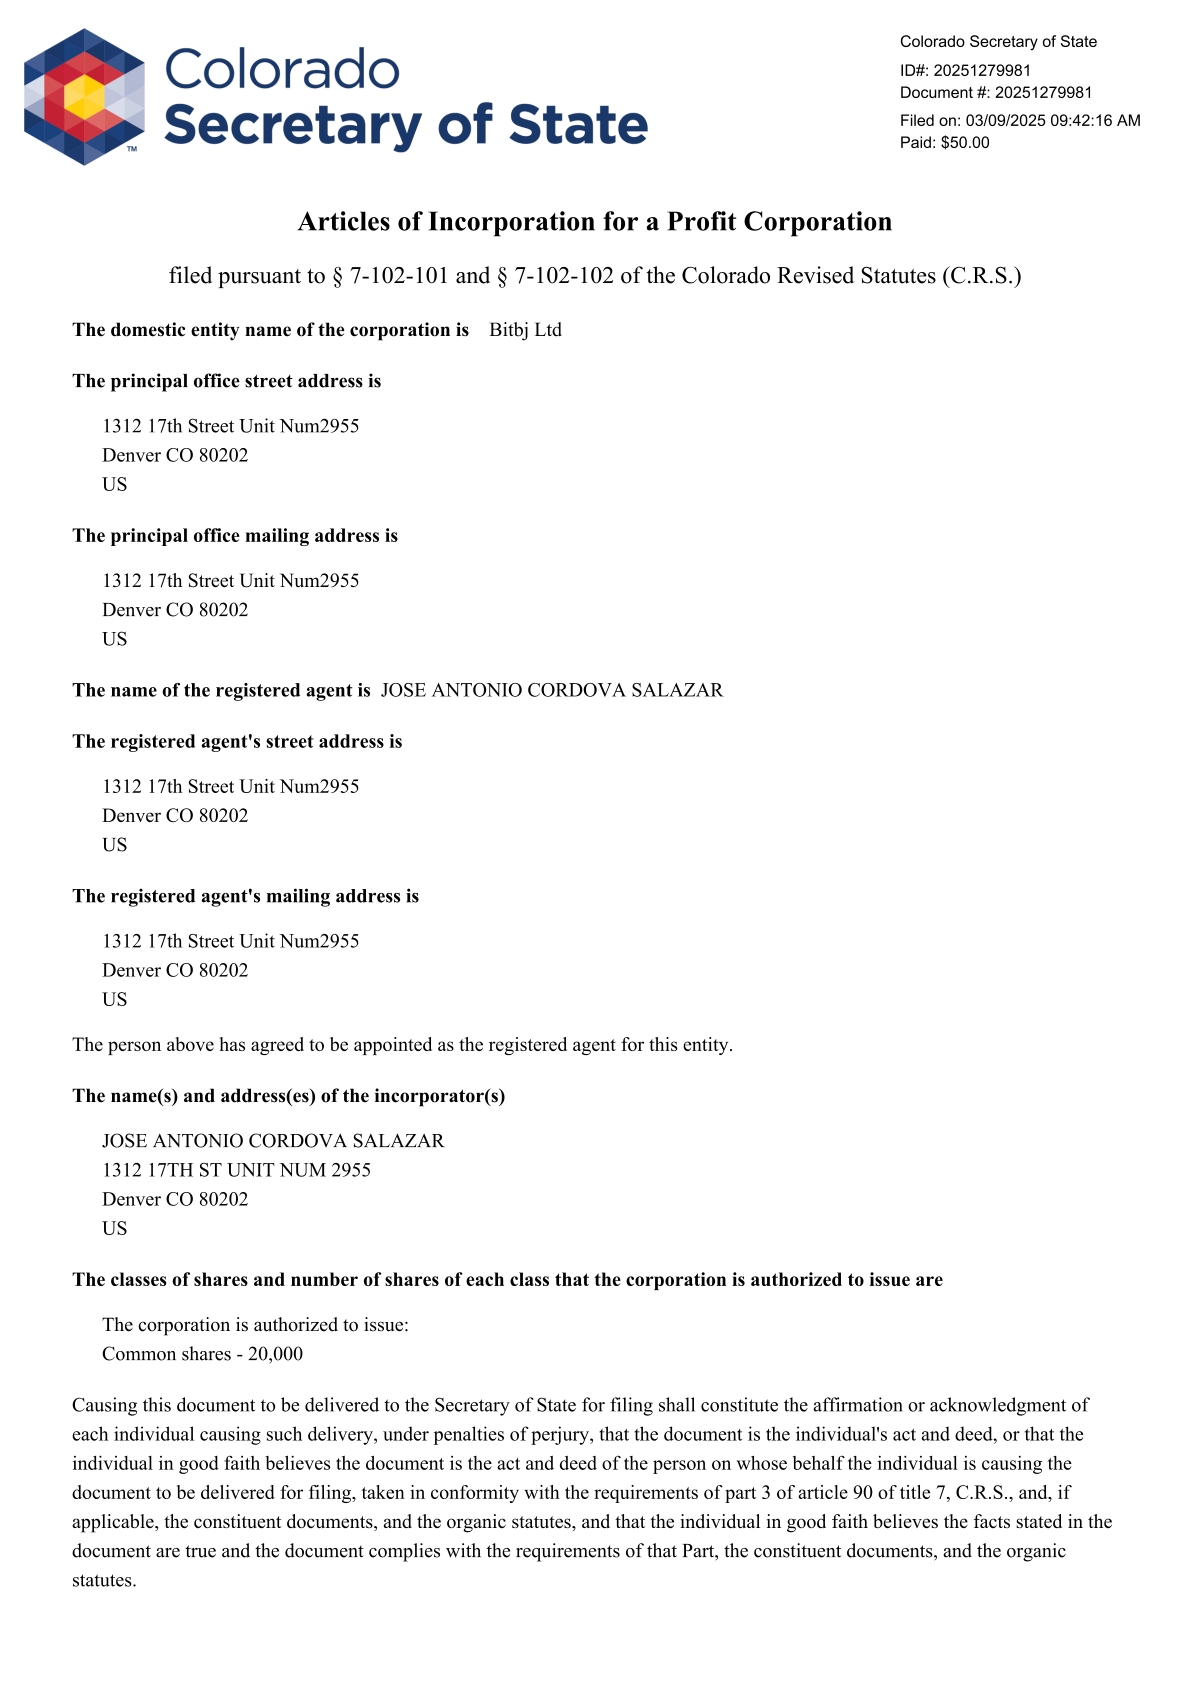 Colorado
Secretary of State
TM
Colorado Secretary of State
ID#: 20251279981
Document #: 20251279981
Filed on: 03/09/2025 09:42:16 AM
Paid: $50.00
Articles of Incorporation for a Profit Corporation
filed pursuant to § 7-102-101 and § 7-102-102 of the Colorado Revised Statutes (C.R.S.)
The domestic entity name of the corporation is Bitbj Ltd
The principal office street address is
1312 17th Street Unit Num2955
Denver CO 80202
US
The principal office mailing address is
1312 17th Street Unit Num2955
Denver CO 80202
US
The name of the registered agent is JOSE ANTONIO CORDOVA SALAZAR
The registered agent's street address is
1312 17th Street Unit Num2955
Denver CO 80202
US
The registered agent's mailing address is
1312 17th Street Unit Num2955
Denver CO 80202
US
The person above has agreed to be appointed as the registered agent for this entity.
The name(s) and address(es) of the incorporator(s)
JOSE ANTONIO CORDOVA SALAZAR
1312 17TH ST UNIT NUM 2955
Denver CO 80202
US
The classes of shares and number of shares of each class that the corporation is authorized to issue are
The corporation is authorized to issue:
Common shares - 20,000
Causing this document to be delivered to the Secretary of State for filing shall constitute the affirmation or acknowledgment of
each individual causing such delivery, under penalties of perjury, that the document is the individual's act and deed, or that the
individual in good faith believes the document is the act and deed of the person on whose behalf the individual is causing the
document to be delivered for filing, taken in conformity with the requirements of part 3 of article 90 of title 7, C.R.S., and, if
applicable, the constituent documents, and the organic statutes, and that the individual in good faith believes the facts stated in the
document are true and the document complies with the requirements of that Part, the constituent documents, and the organic
statutes.